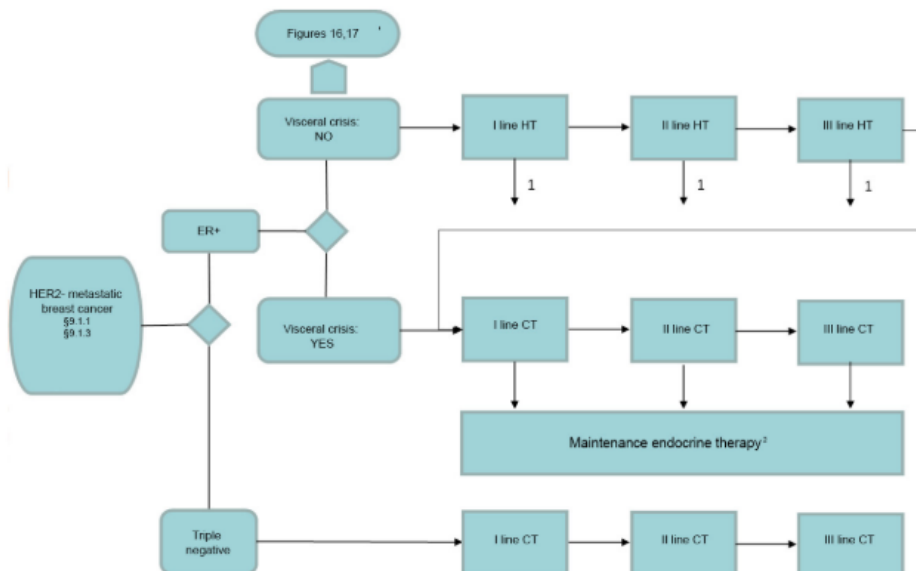 Figures 16,17
Visceral crisis:
NO
I line HT
II line HT
III line HT
1
1
1
ER+
HER2- metastatic
breast cancer
§9.1.1
§9.1.3
Visceral crisis:
YES
I line CT
II line CT
III line CT
Maintenance endocrine therapy²
Triple
negative
I line CT
II line CT
III line CT